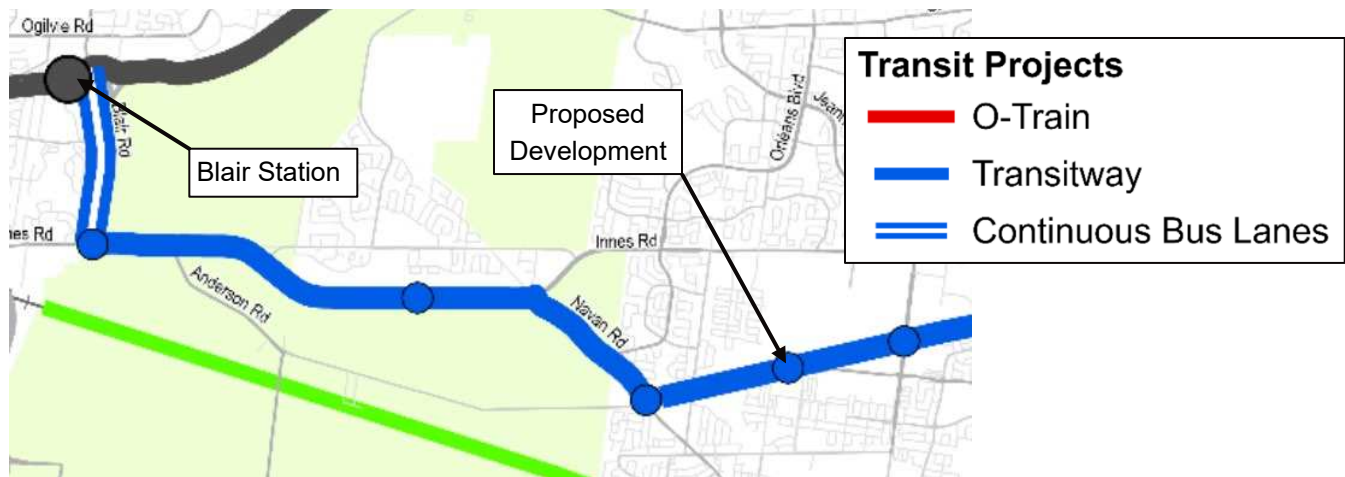 Ogilvie Rd
Blair Rd
Blair Station
Proposed
Development
Orleans Blvd
Innes Rd
nes Rd
Anderson Rd
Navan Rd
Transit Projects
O-Train
Transitway
Continuous Bus Lanes